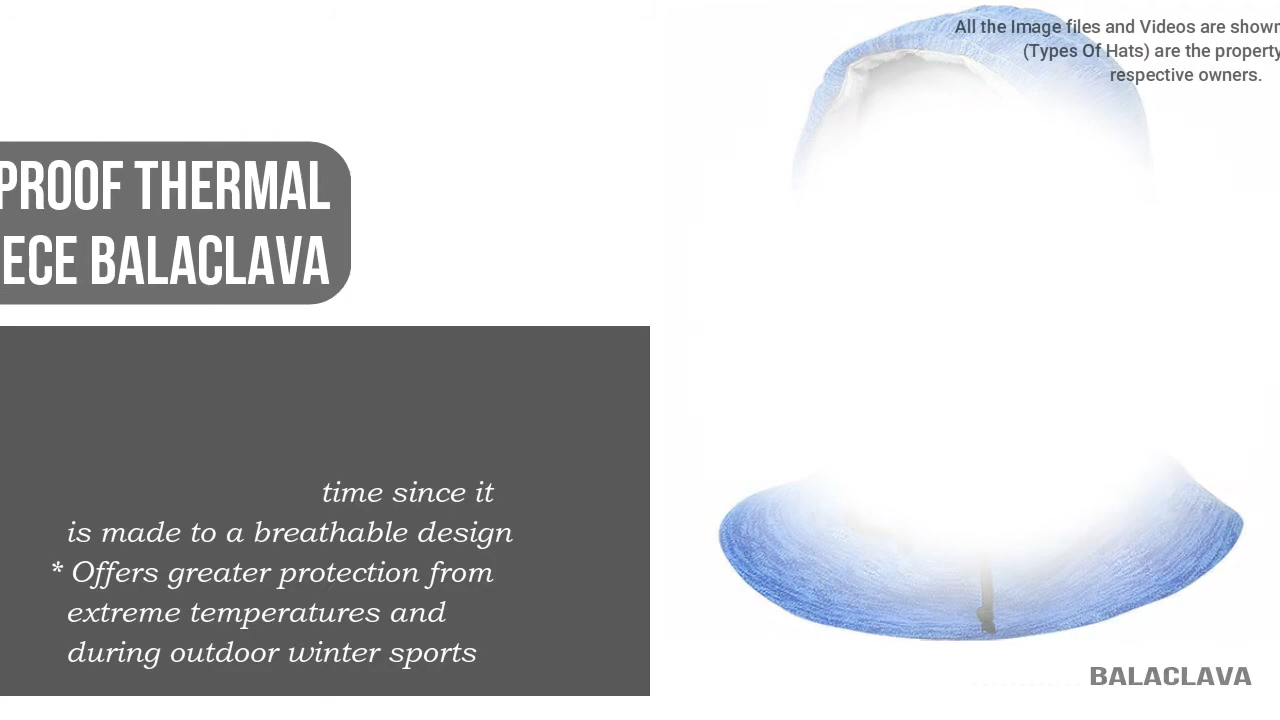 All the Image files and Videos are shown
(Types Of Hats) are the property
respective owners.
PROOF THERMAL
ECE BALACLAVA
time since it
is made to a breathable design
* Offers greater protection from
extreme temperatures and
during outdoor winter sports
BALACLAVA